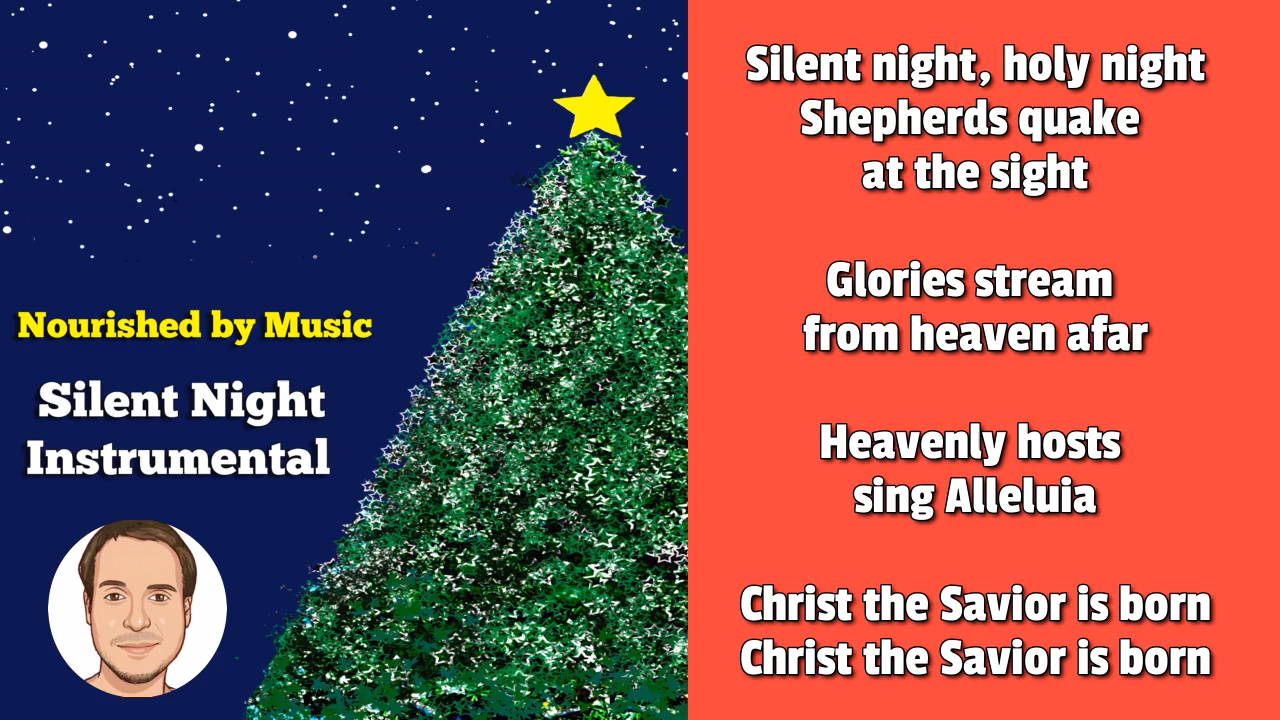 Nourished by Music
Silent Night
Instrumental
Silent night, holy night
Shepherds quake
at the sight
Glories stream
from heaven afar
Heavenly hosts
sing Alleluia
Christ the Savior is born
Christ the Savior is born